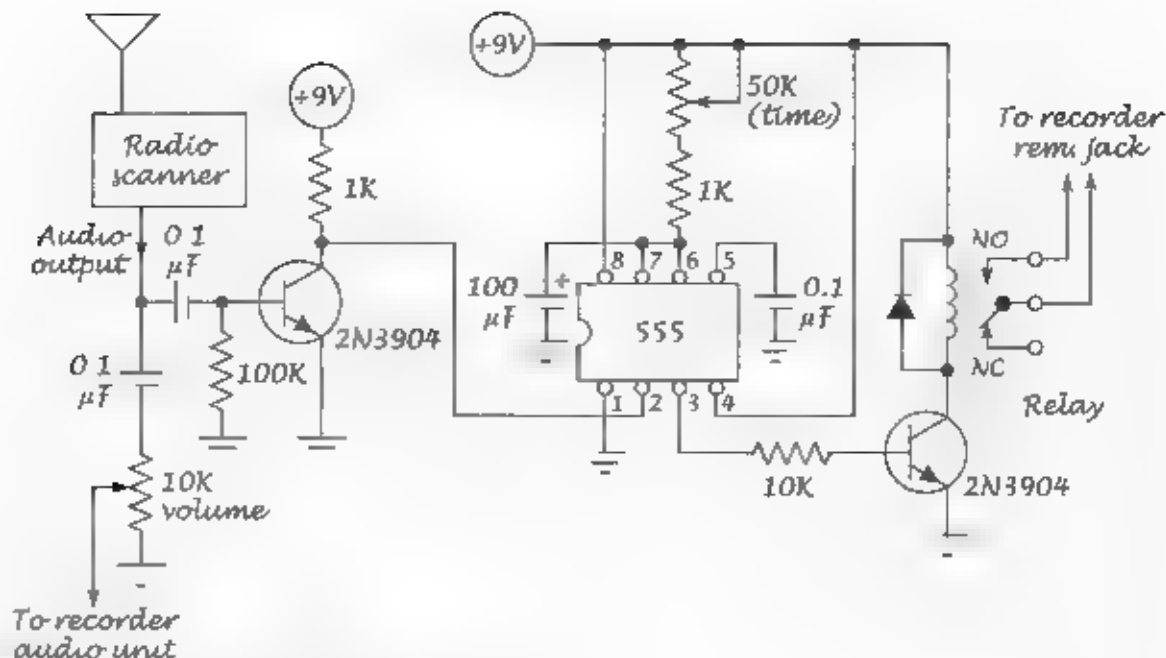 +9V
+9V
50K
(time)
To recorder
rem. jack
Radio
scanner
1K
1K
Audio
output
0 1
µF
NO
8
7
6
5
100
µF
+
555
0.1
µF
2N3904
100K
0 1
µF
NC
1
2
3
4
Relay
10K
volume
10K
2N3904
To recorder
audio unit